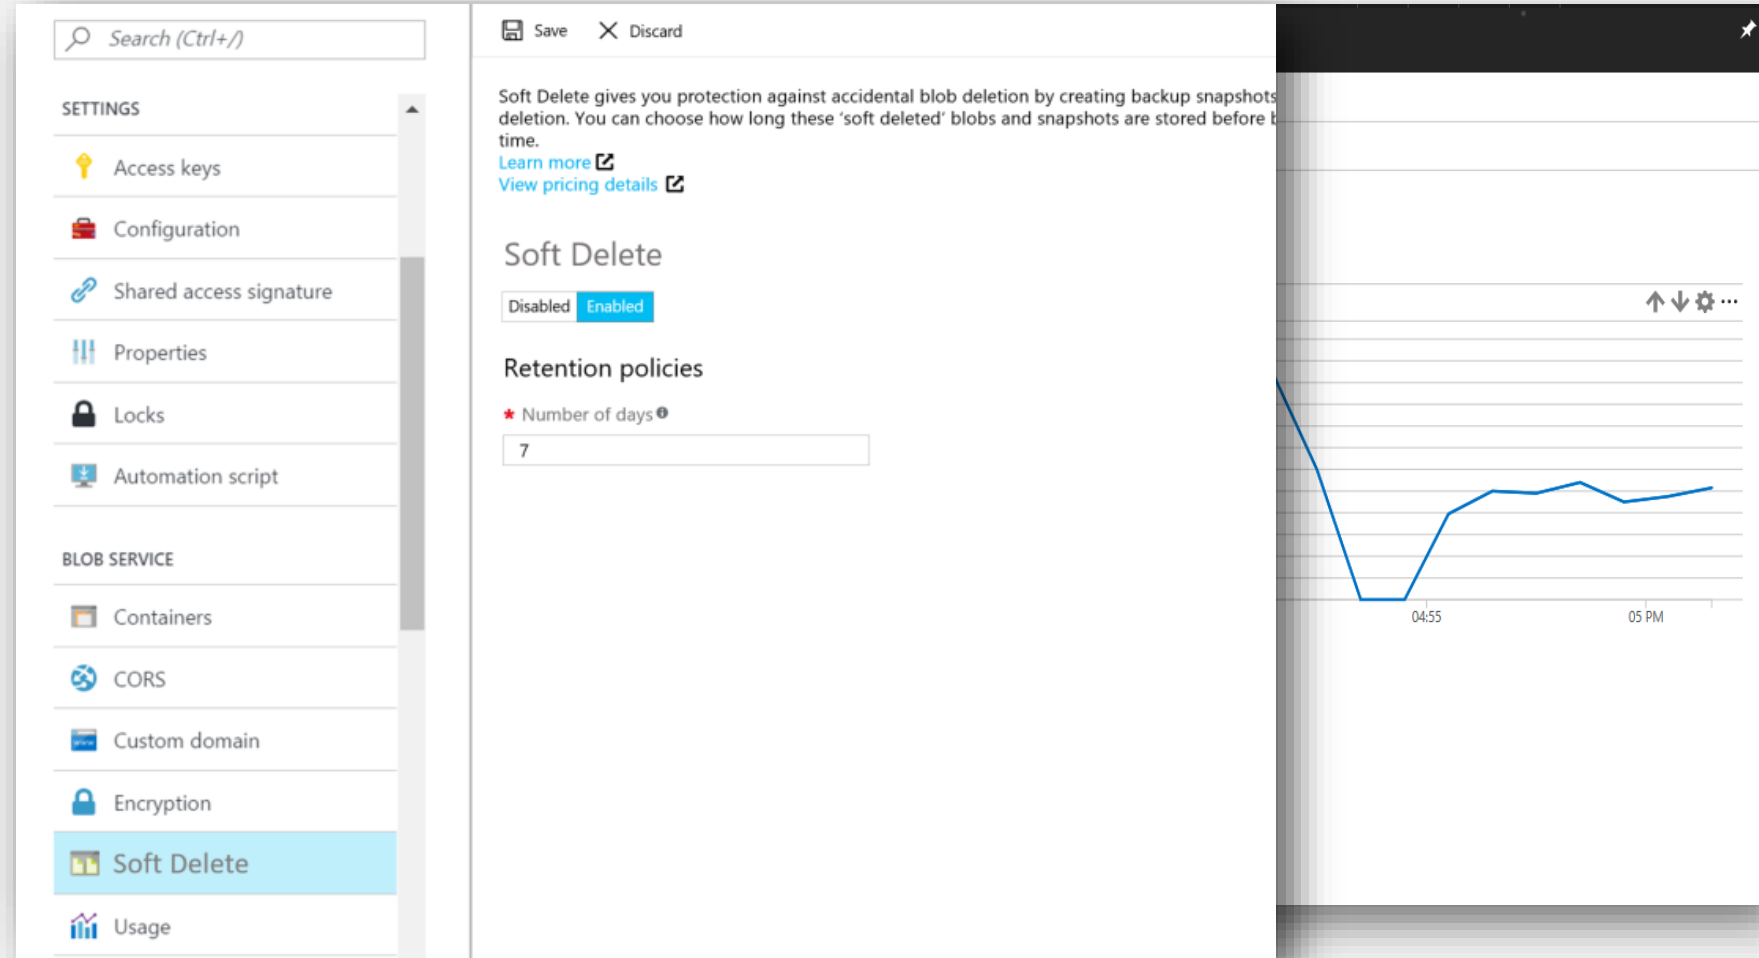 Search (Ctrl+/)
SETTINGS
Access keys
Configuration
Shared access signature
Properties
Locks
Automation script
BLOB SERVICE
Containers
CORS
Custom domain
Encryption
Soft Delete
Usage
Save
Discard
Soft Delete gives you protection against accidental blob deletion by creating backup snapshots
deletion. You can choose how long these 'soft deleted' blobs and snapshots are stored before
time.
Learn more
View pricing details
Soft Delete
Disabled Enabled
Retention policies
* Number of days
7
04:55
05 PM